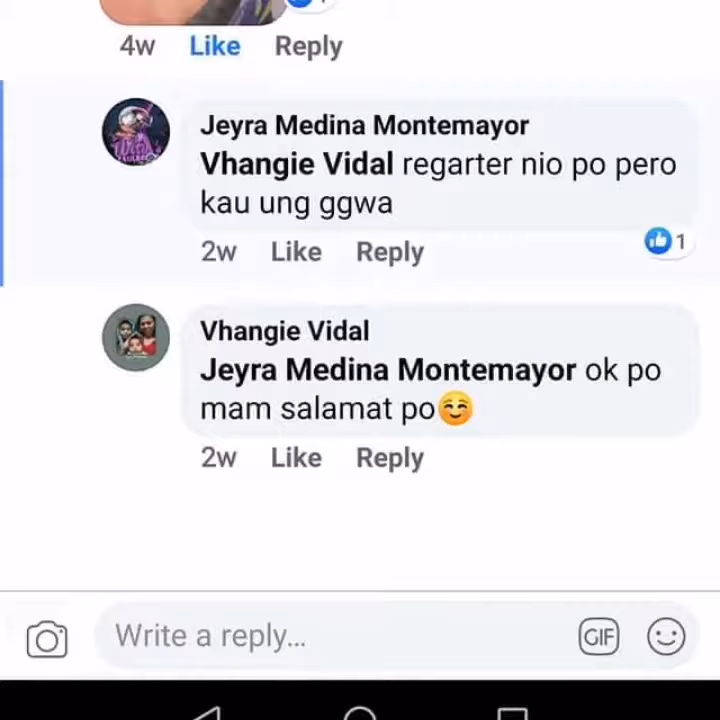 4w Like Reply
Jeyra Medina Montemayor
Vhangie Vidal regarter nio po pero
kau ung ggwa
2w Like Reply
1
Vhangie Vidal
Jeyra Medina Montemayor ok po
mam salamat po
2w Like Reply
Write a reply...
GIF